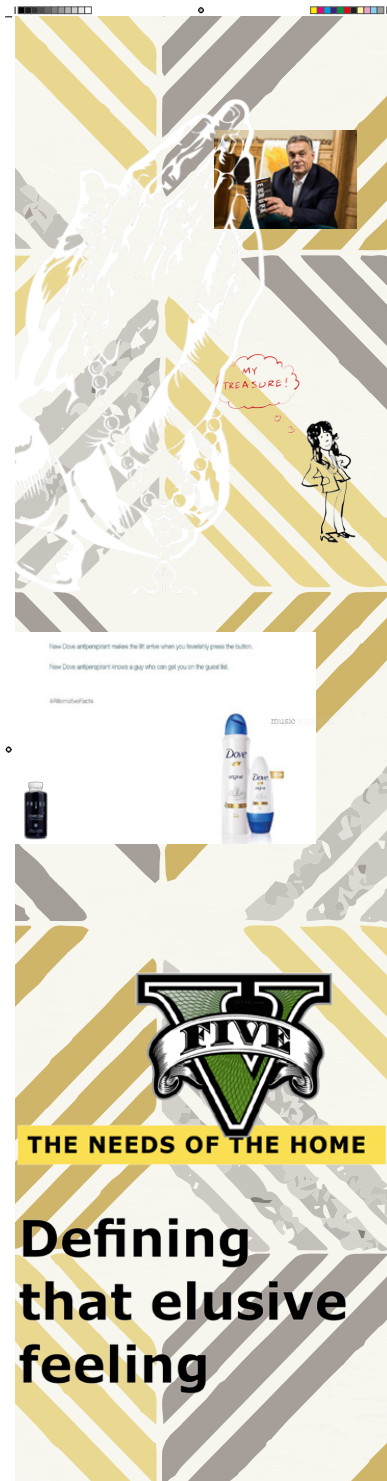 MY
TREASURE!
New Dove antiperspirant makes the lift arrive when you feverishly press the button.
New Dove antiperspirant knows a guy who can get you on the guest list.
#AlternativeFacts
music
Dove
original
Dove
original
FIVE
THE NEEDS OF THE HOME
Defining
that elusive
feeling